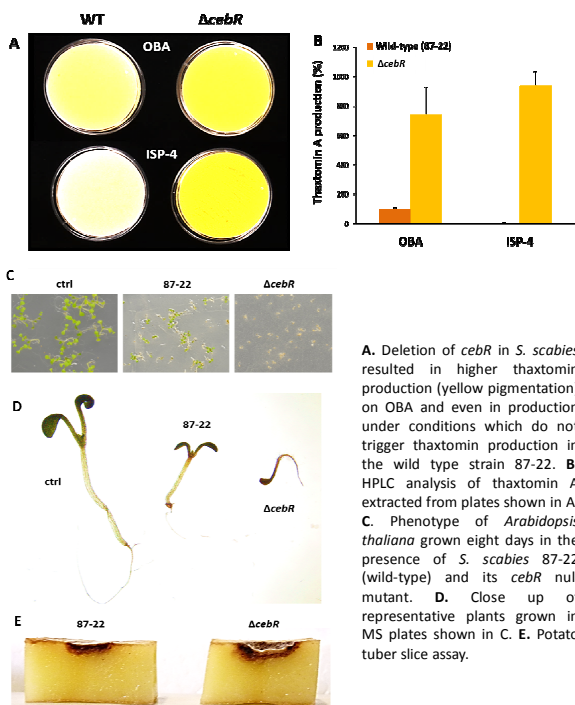 WT
ΔcebR
A
OBA
ISP-4
B
Wild-type (87-22)
ΔcebR
Thaxtomin A production (%)
1200
1000
800
600
400
200
0
OBA
ISP-4
C
ctrl
87-22
ΔcebR
D
ctrl
87-22
ΔcebR
E
87-22
ΔcebR
A. Deletion of cebR in S. scabies
resulted in higher thaxtomin
production (yellow pigmentation
on OBA and even in production
under conditions which do not
trigger thaxtomin production in
the wild type strain 87-22. B
HPLC analysis of thaxtomin A
extracted from plates shown in A
C. Phenotype of Arabidopsis
thaliana grown eight days in the
presence of S. scabies 87-22
(wild-type) and its cebR nul
mutant. D. Close up of
representative plants grown in
MS plates shown in C. E. Potato
tuber slice assay.